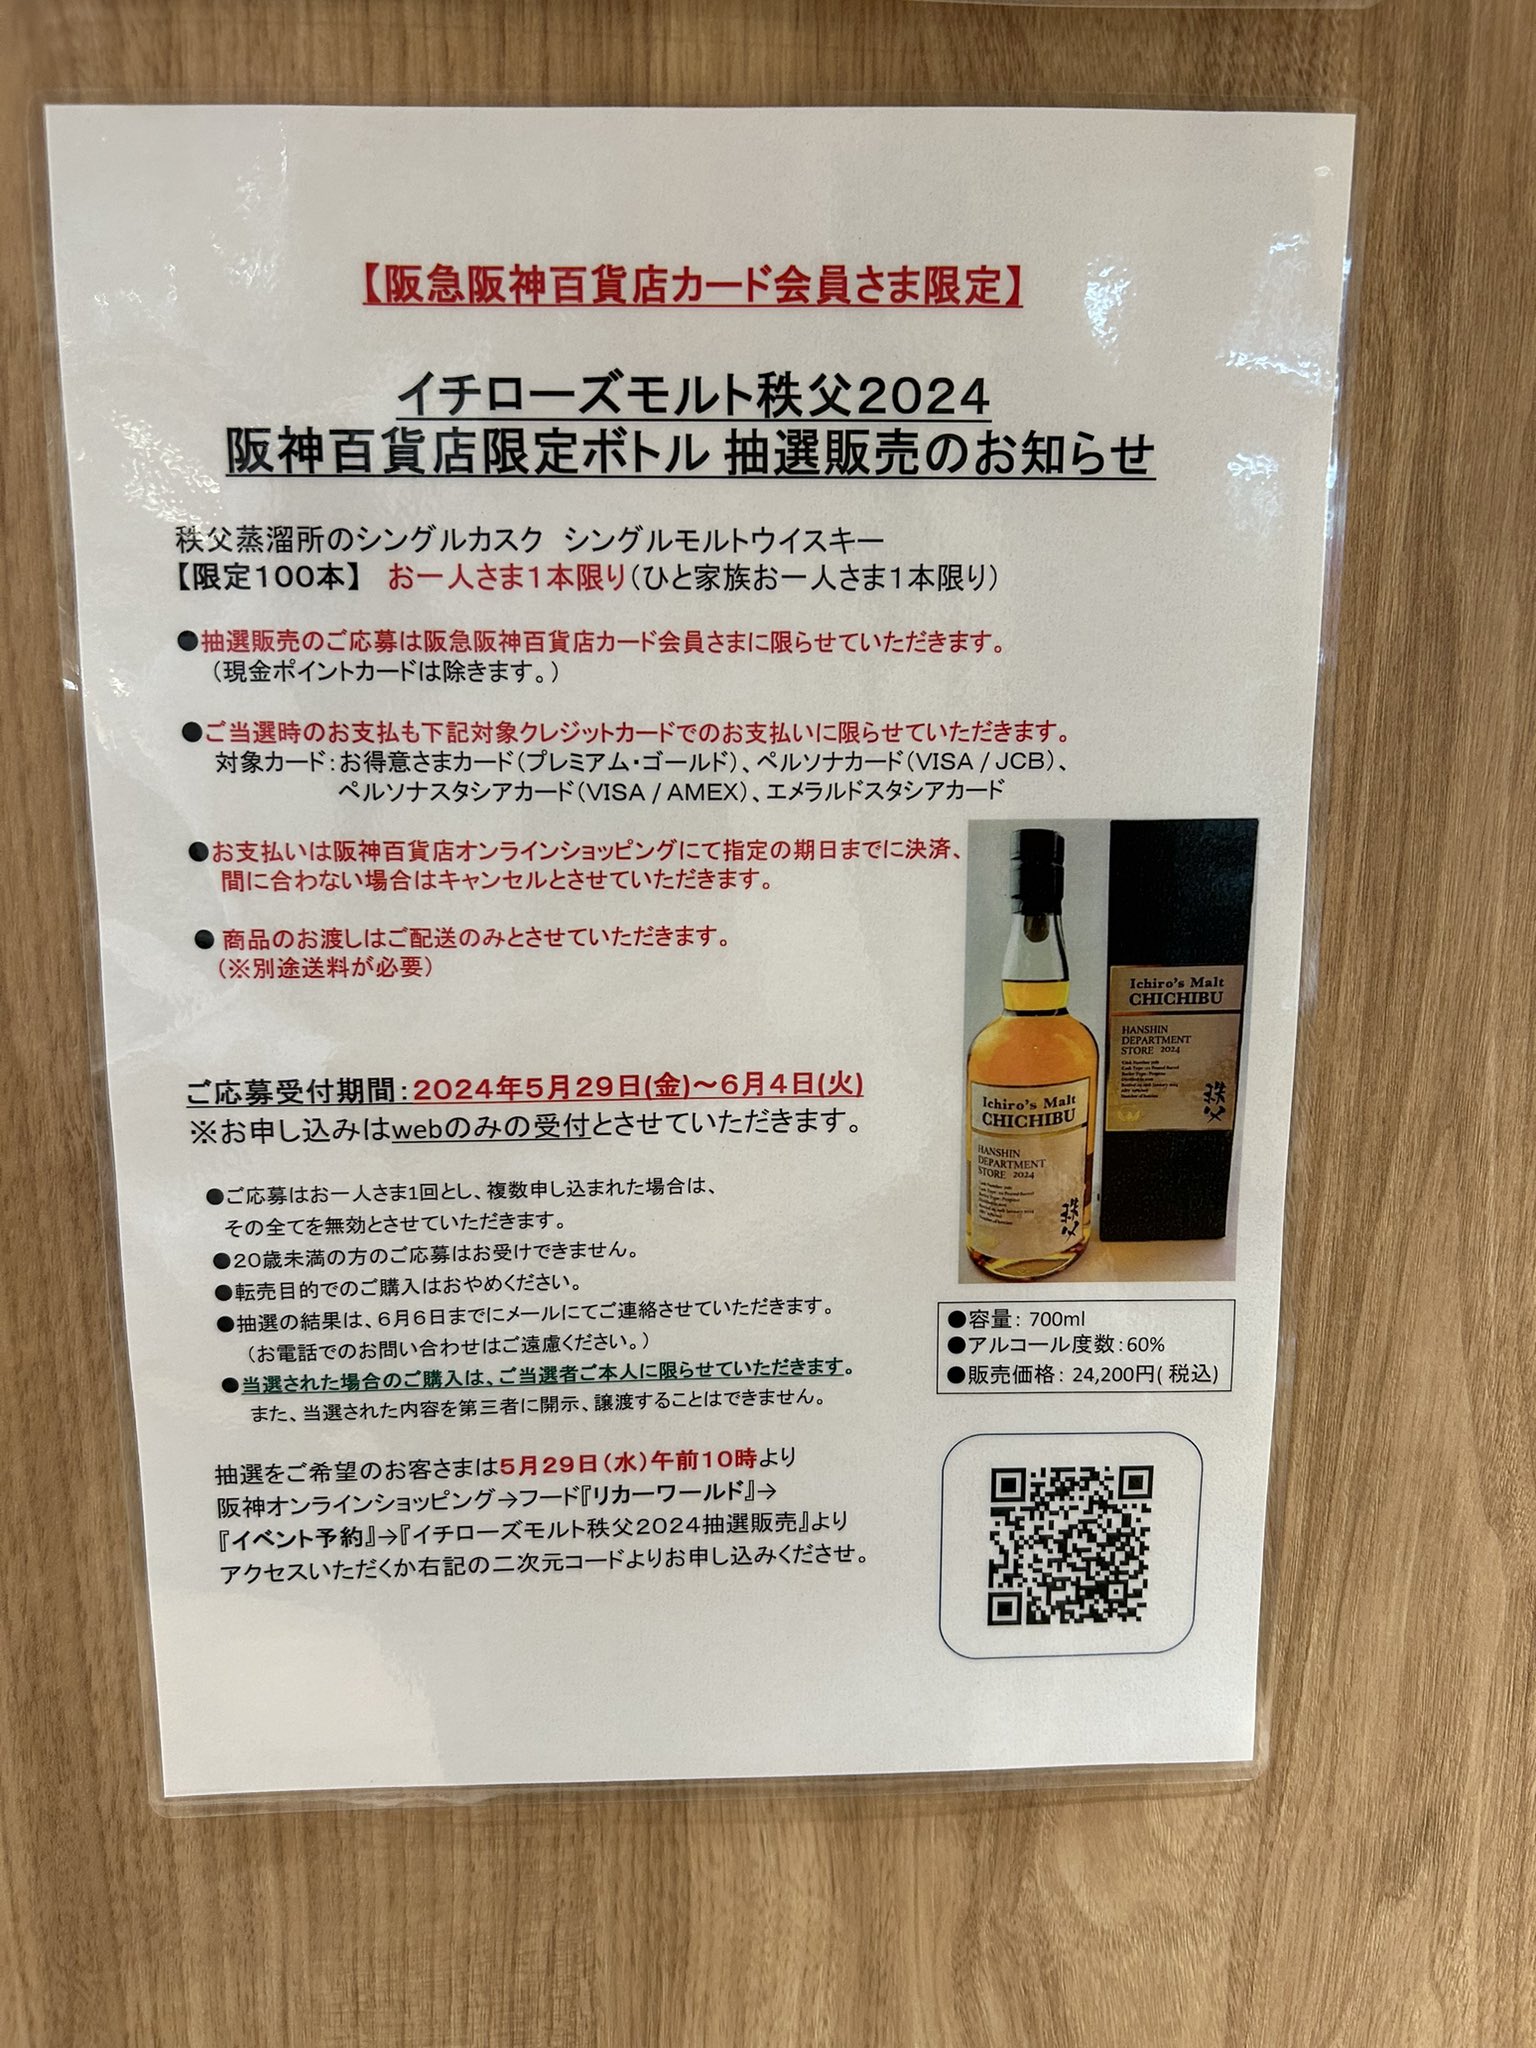 【阪急阪神百貨店カード会員さま限定】
イチローズモルト秩父2024
阪神百貨店限定ボトル 抽選販売のお知らせ
秩父蒸溜所のシングルカスク シングルモルトウイスキー
【限定100本】 お一人さま1本限り(ひと家族お一人さま1本限り)
●抽選販売のご応募は阪急阪神百貨店カード会員さまに限らせていただきます。
(現金ポイントカードは除きます。)
●ご当選時のお支払も下記対象クレジットカードでのお支払いに限らせていただきます。
対象カード：お得意さまカード(プレミアム・ゴールド)、ペルソナカード(VISA / JCB)、
ペルソナスタシアカード(VISA / AMEX)、エメラルドスタシアカード
●お支払いは阪神百貨店オンラインショッピングにて指定の期日までに決済、
間に合わない場合はキャンセルとさせていただきます。
● 商品のお渡しはご配送のみとさせていただきます。
(※別途送料が必要)
ご応募受付期間：2024年5月29日(金)～6月4日(火)
※お申し込みはwebのみの受付とさせていただきます。
●ご応募はお一人さま1回とし、複数申し込まれた場合は、
その全てを無効とさせていただきます。
●20歳未満の方のご応募はお受けできません。
●転売目的でのご購入はおやめください。
●抽選の結果は、6月6日までにメールにてご連絡させていただきます。
(お電話でのお問い合わせはご遠慮ください。)
●当選された場合のご購入は、ご当選者ご本人に限らせていただきます。
また、当選された内容を第三者に開示、譲渡することはできません。
抽選をご希望のお客さまは5月29日(水)午前10時より
阪神オンラインショッピング→フード『リカーワールド』→
『イベント予約』→『イチローズモルト秩父2024抽選販売』より
アクセスいただくか右記の二次元コードよりお申し込みくださせ。
Ichiro's Malt
CHICHIBU
HANSHIN
DEPARTMENT
STORE 2024
秩父
Ichiro's Malt
CHICHIBU
HANSHIN
DEPARTMENT
STORE 2024
秩父
●容量： 700ml
●アルコール度数：60%
●販売価格： 24,200円( 税込)